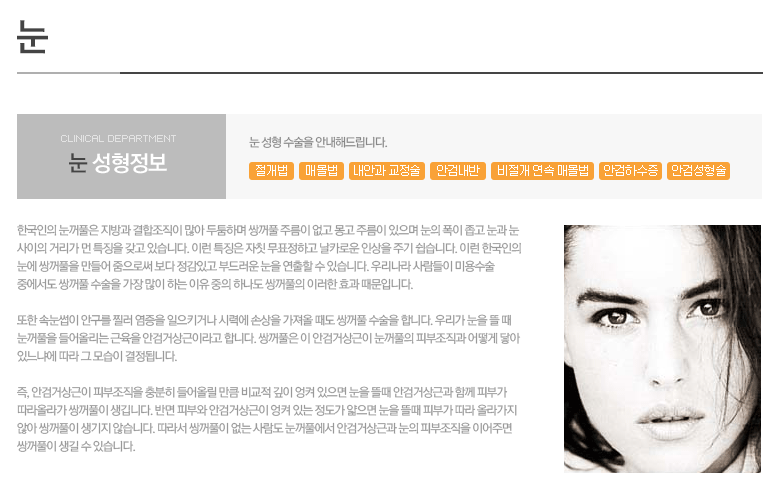 눈
CLINICAL DEPARTMENT
눈 성형정보
눈 성형 수술을 안내해드립니다.
절개법 매몰법 내안과 교정술 안검내반 비절개 연속 매몰법 안검하수증 안검성형술
한국인의 눈꺼풀은 지방과 결합조직이 많아 두툼하며 쌍꺼풀 주름이 없고 몽고 주름이 있으며 눈의 폭이 좁고 눈과 눈
사이의 거리가 먼 특징을 갖고 있습니다. 이런 특징은 자칫 무표정하고 날카로운 인상을 주기 쉽습니다. 이런 한국인의
눈에 쌍꺼풀을 만들어 줌으로써 보다 정감있고 부드러운 눈을 연출할 수 있습니다. 우리나라 사람들이 미용수술
중에서도 쌍꺼풀 수술을 가장 많이 하는 이유 중의 하나도 쌍꺼풀의 이러한 효과 때문입니다.
또한 속눈썹이 안구를 찔러 염증을 일으키거나 시력에 손상을 가져올 때도 쌍꺼풀 수술을 합니다. 우리가 눈을 뜰 때
눈꺼풀을 들어올리는 근육을 안검거상근이라고 합니다. 쌍꺼풀은 이 안검거상근이 눈꺼풀의 피부조직과 어떻게 닿아
있느냐에 따라 그 모습이 결정됩니다.
즉, 안검거상근이 피부조직을 충분히 들어올릴 만큼 비교적 깊이 엉켜 있으면 눈을 뜰때 안검거상근과 함께 피부가
따라올라가 쌍꺼풀이 생깁니다. 반면 피부와 안검거상근이 엉켜 있는 정도가 얇으면 눈을 뜰때 피부가 따라 올라가지
않아 쌍꺼풀이 생기지 않습니다. 따라서 쌍꺼풀이 없는 사람도 눈꺼풀에서 안검거상근과 눈의 피부조직을 이어주면
쌍꺼풀이 생길 수 있습니다.